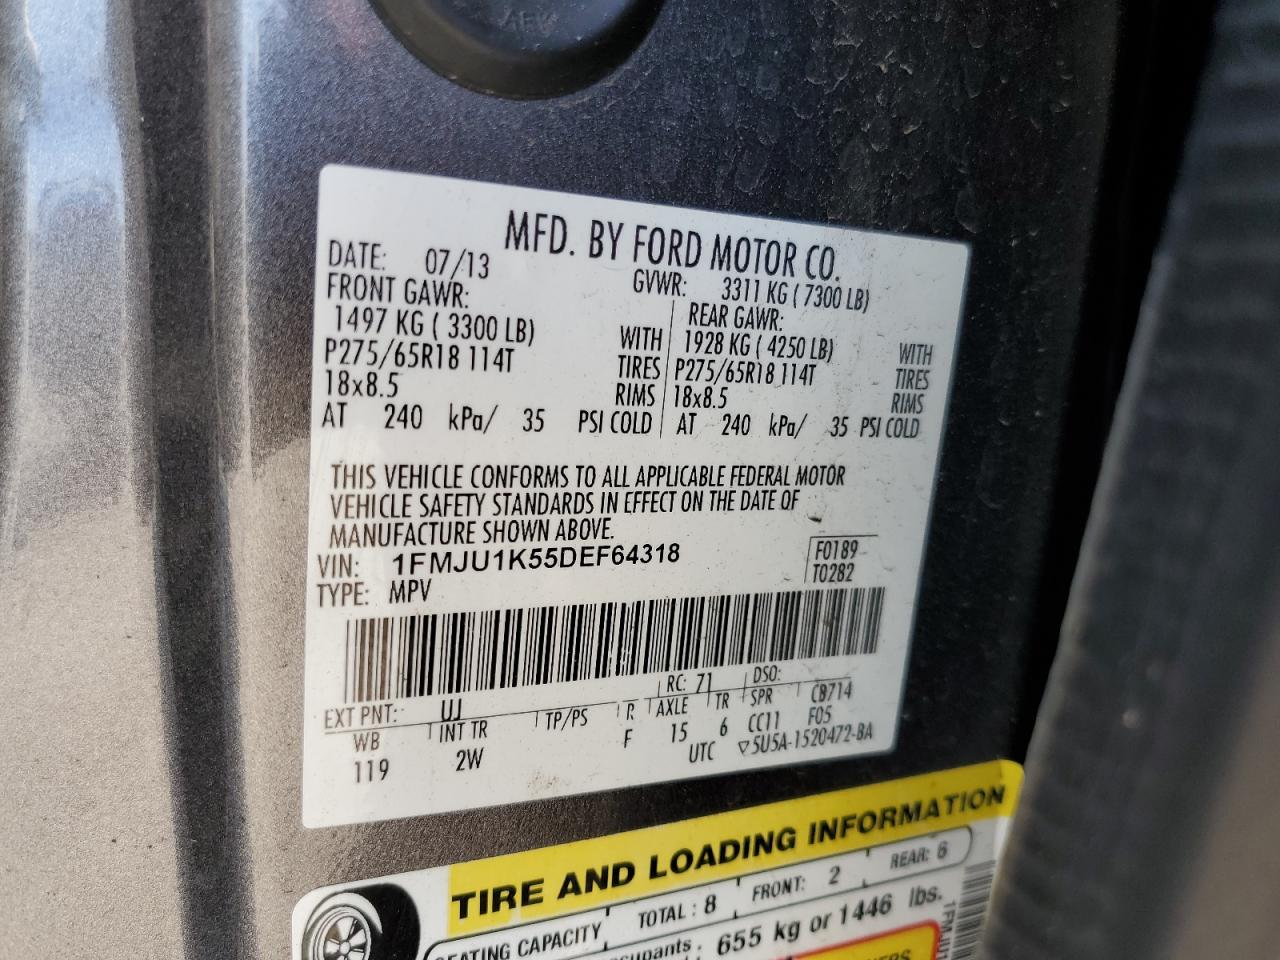 MFD. BY FORD MOTOR CO.
DATE: 07/13 GVWR: 3311 KG ( 7300 LB)
FRONT GAWR: REAR GAWR:
1497 KG ( 3300 LB) WITH 1928 KG ( 4250 LB) WITH
P275/65R18 114T TIRES P275/65R18 114T TIRES
18x8.5 RIMS 18x8.5 RIMS
AT 240 kPa/ 35 PSI COLD AT 240 kPa/ 35 PSI COLD
THIS VEHICLE CONFORMS TO ALL APPLICABLE FEDERAL MOTOR
VEHICLE SAFETY STANDARDS IN EFFECT ON THE DATE OF
MANUFACTURE SHOWN ABOVE.
VIN: 1FMJU1K55DEF64318 F0189
TYPE: MPV T0282
EXT PNT: UJ RC: 71 DSO:
WB INT TR TP/PS R AXLE TR SPR CB714
119 2W F 15 6 CC11 F05
UTC ▽5U5A-1520472-BA
TIRE AND LOADING INFORMATION
SEATING CAPACITY TOTAL : 8 FRONT: 2 REAR: 6
655 kg or 1446 lbs.